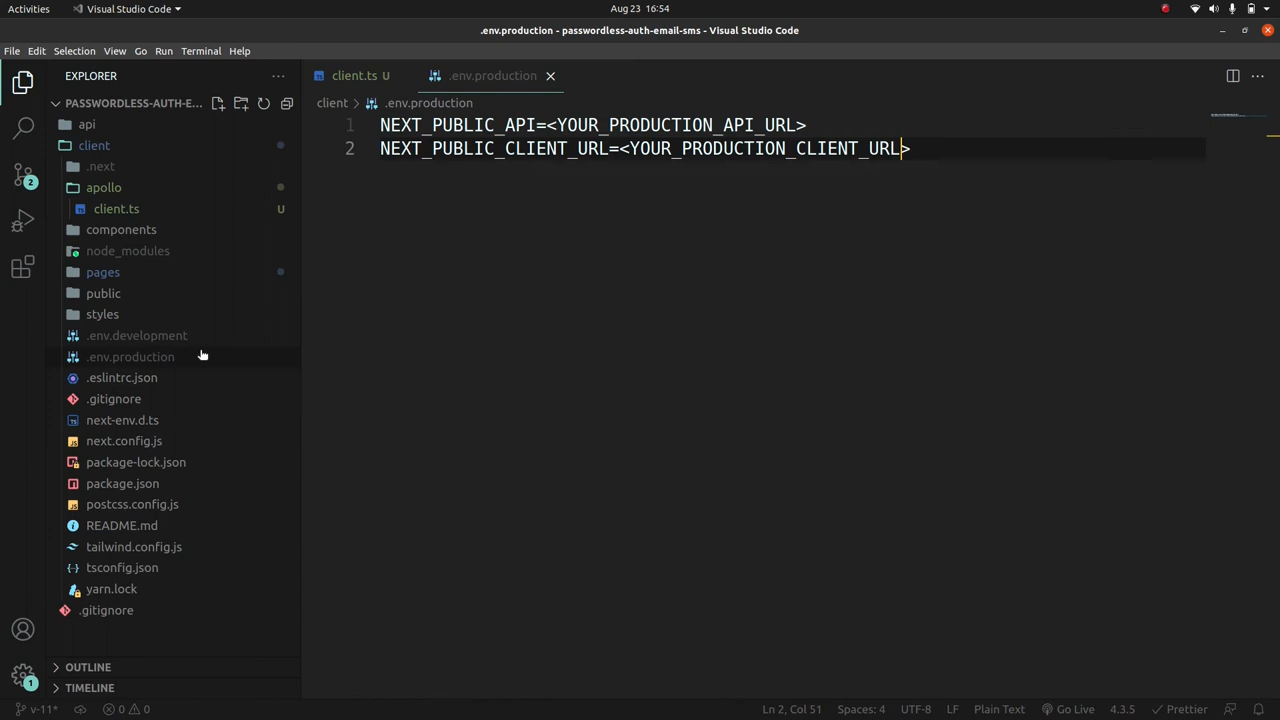 Activities
Visual Studio Code
Aug 23 16:54
.env.production - passwordless-auth-email-sms - Visual Studio Code
File Edit Selection View Go Run Terminal Help
EXPLORER
PASSWORDLESS-AUTH-E...
api
client
.next
apollo
client.ts U
components
node_modules
pages
public
styles
.env.development
.env.production
.eslintrc.json
.gitignore
next-env.d.ts
next.config.js
package-lock.json
package.json
postcss.config.js
README.md
tailwind.config.js
tsconfig.json
yarn.lock
.gitignore
OUTLINE
TIMELINE
2
1
client.ts U
.env.production
client > .env.production
1 NEXT_PUBLIC_API=<YOUR_PRODUCTION_API_URL>
2 NEXT_PUBLIC_CLIENT_URL=<YOUR_PRODUCTION_CLIENT_URL>
v-11* 0 0 Ln 2, Col 51 Spaces: 4 UTF-8 LF Plain Text Go Live 4.3.5 Prettier